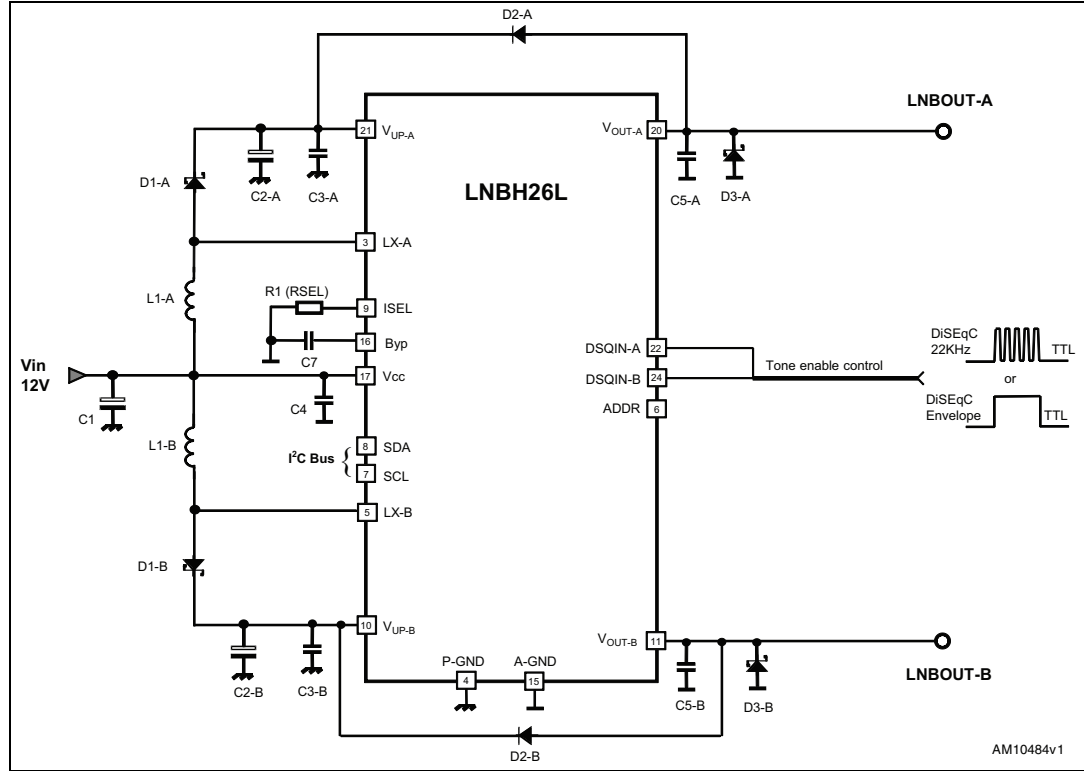 D2-A
LNBOUT-A
21 VUP-A
VOUT-A 20
D1-A
C2-A
C3-A
LNBH26L
C5-A
D3-A
3 LX-A
L1-A
R1 (RSEL)
9 ISEL
16 Byp
C7
Vin
12V
17 Vcc
C1
C4
DSQIN-A 22
DSQIN-B 24
ADDR 6
Tone enable control
DiSEqC
22KHz
TTL
or
DiSEqC
Envelope
TTL
L1-B
I2C Bus {
8 SDA
7 SCL
5 LX-B
D1-B
10 VUP-B
VOUT-B 11
P-GND
4
A-GND
15
C2-B
C3-B
C5-B
D3-B
LNBOUT-B
D2-B
AM10484v1